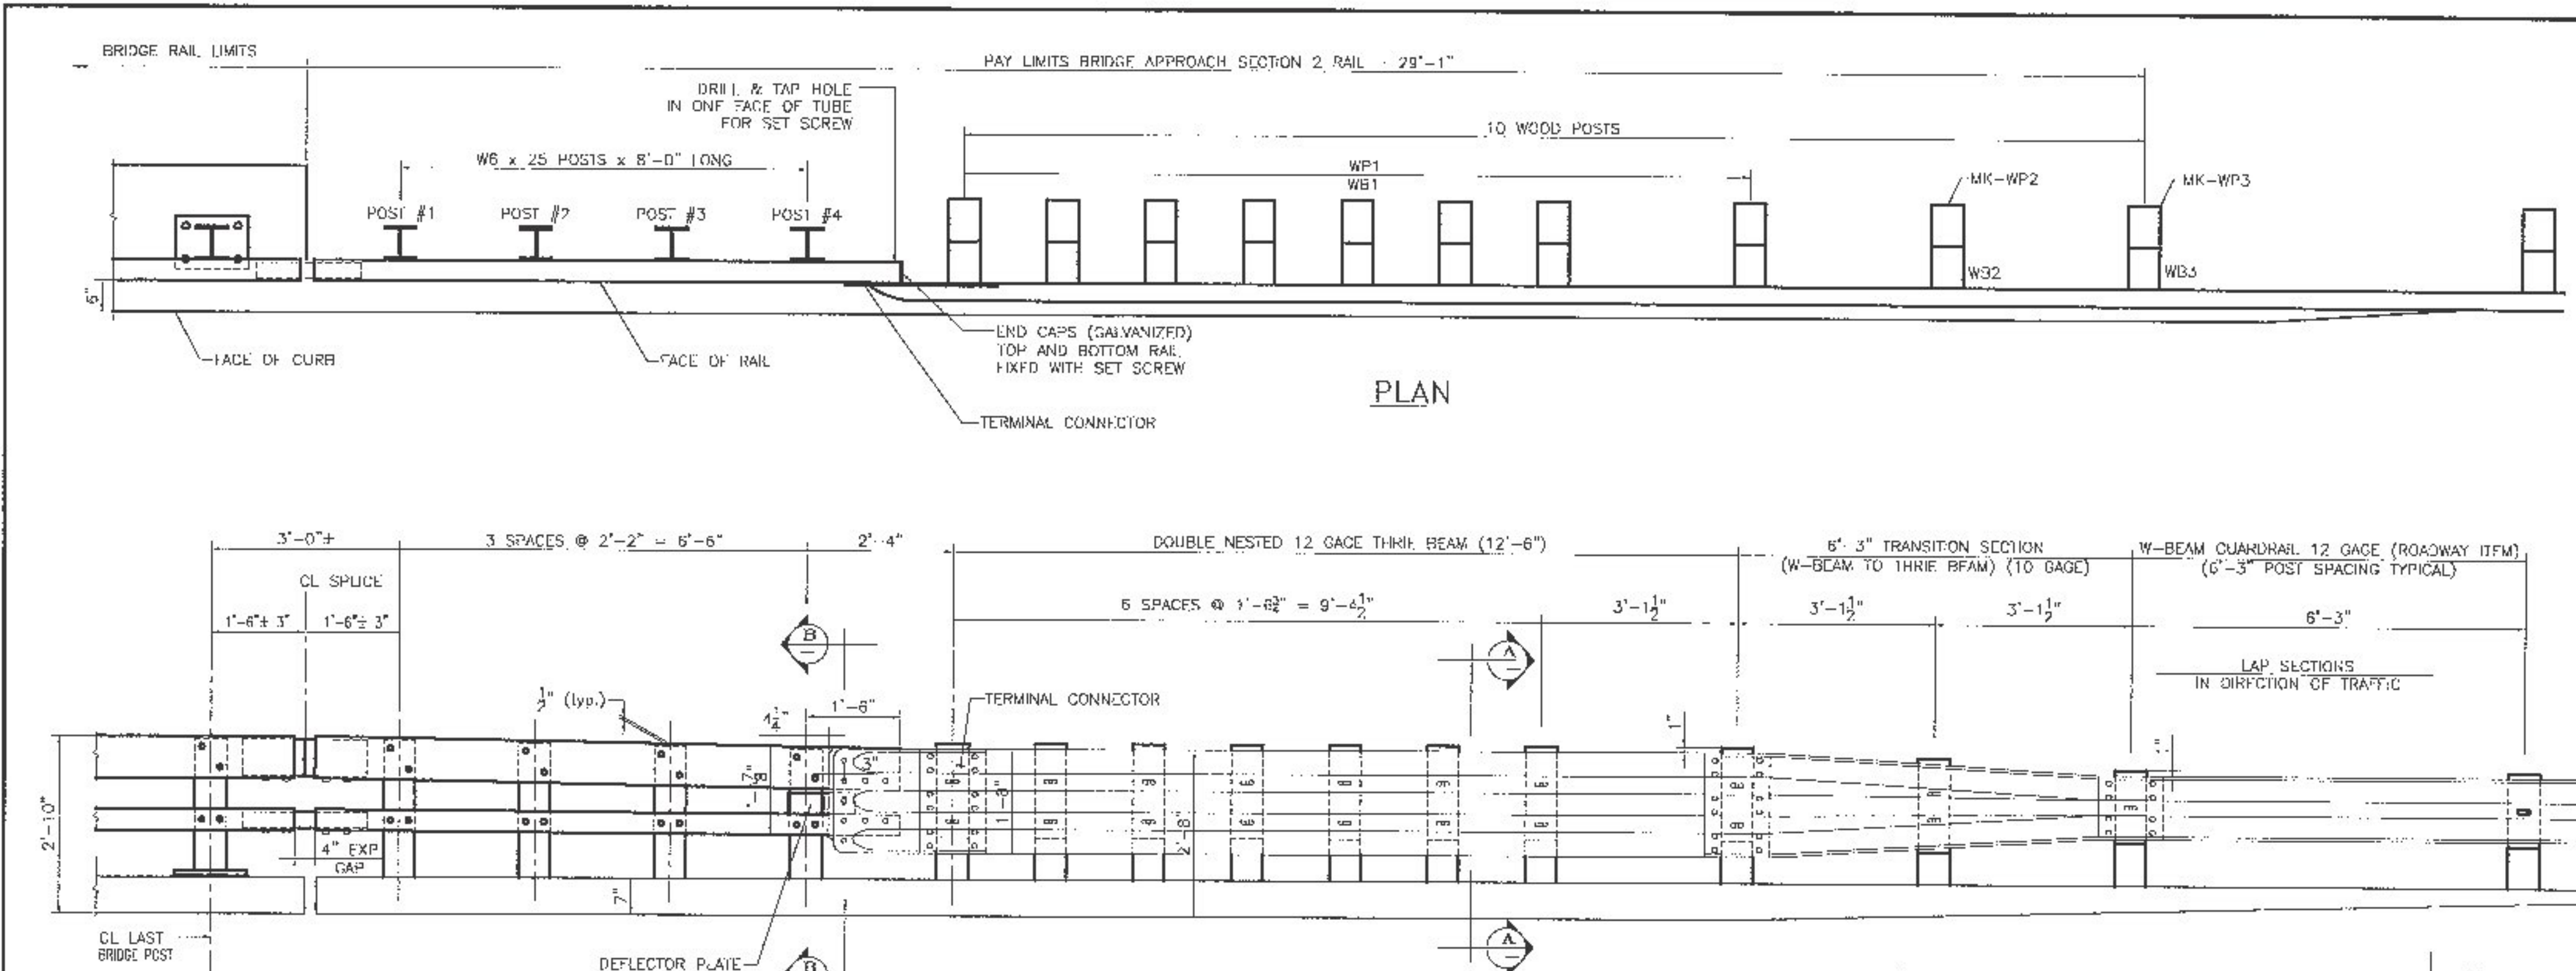 BRIDGE RAIL LIMITS
PAY LIMITS BRIDGE APPROACH SECTION 2 RAIL - 29'-1"
DRILL & TAP HOLE
IN ONE FACE OF TUBE
FOR SET SCREW
10 WOOD POSTS
W6 x 25 POSTS x 8'-0" LONG
WP1
WB1
MK-WP2
MK-WP3
POST #1
POST #2
POST #3
POST #4
WB2
WB3
6"
FACE OF CURB
FACE OF RAIL
END CAPS (GALVANIZED)
TOP AND BOTTOM RAIL
FIXED WITH SET SCREW
TERMINAL CONNECTOR
PLAN
3'-0"±
3 SPACES @ 2'-2" = 6'-6"
2'-4"
DOUBLE NESTED 12 GAGE THRIE BEAM (12'-6")
6'-3" TRANSITION SECTION
(W-BEAM TO THRIE BEAM) (10 GAGE)
W-BEAM GUARDRAIL 12 GAGE (ROADWAY ITEM)
(6'-3" POST SPACING TYPICAL)
CL SPLICE
1'-6"± 3"
1'-6"± 3"
6 SPACES @ 1'-6¾" = 9'-4½"
3'-1½"
3'-1½"
3'-1½"
6'-3"
B
A
LAP SECTIONS
IN DIRECTION OF TRAFFIC
½" (typ.)
4¼"
1'-6"
TERMINAL CONNECTOR
1"
1"
3"
1'-8"
2'-8"
2'-10"
4" EXP
GAP
7"
CL LAST
BRIDGE POST
DEFLECTOR PLATE
B
A